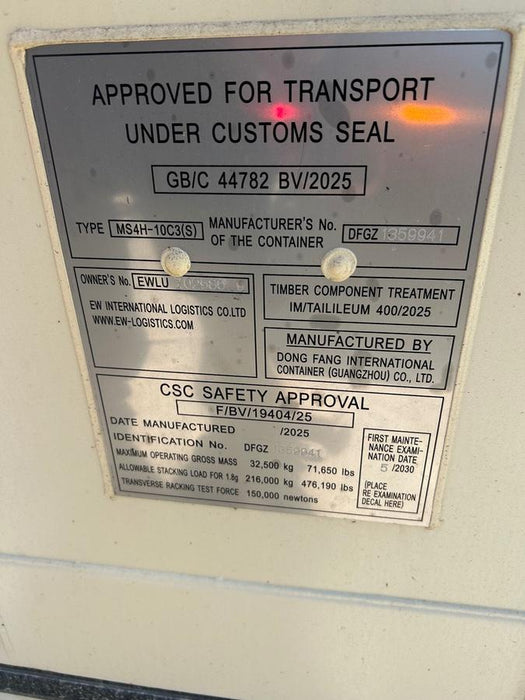 APPROVED FOR TRANSPORT
UNDER CUSTOMS SEAL
GB/C 44782 BV/2025
TYPE MS4H-10C3(S) MANUFACTURER'S No. OF THE CONTAINER DFGZ 1359941
OWNER'S No. EWLU
EW INTERNATIONAL LOGISTICS CO.LTD
WWW.EW-LOGISTICS.COM
TIMBER COMPONENT TREATMENT
IM/TAILILEUM 400/2025
MANUFACTURED BY
DONG FANG INTERNATIONAL
CONTAINER (GUANGZHOU) CO., LTD.
CSC SAFETY APPROVAL
F/BV/19404/25
DATE MANUFACTURED /2025
IDENTIFICATION No. DFGZ 1359941
MAXIMUM OPERATING GROSS MASS 32,500 kg 71,650 lbs
ALLOWABLE STACKING LOAD FOR 1.8g 216,000 kg 476,190 lbs
TRANSVERSE RACKING TEST FORCE 150,000 newtons
FIRST MAINTE-
NANCE EXAMI-
NATION DATE
5 /2030
(PLACE
RE EXAMINATION
DECAL HERE)